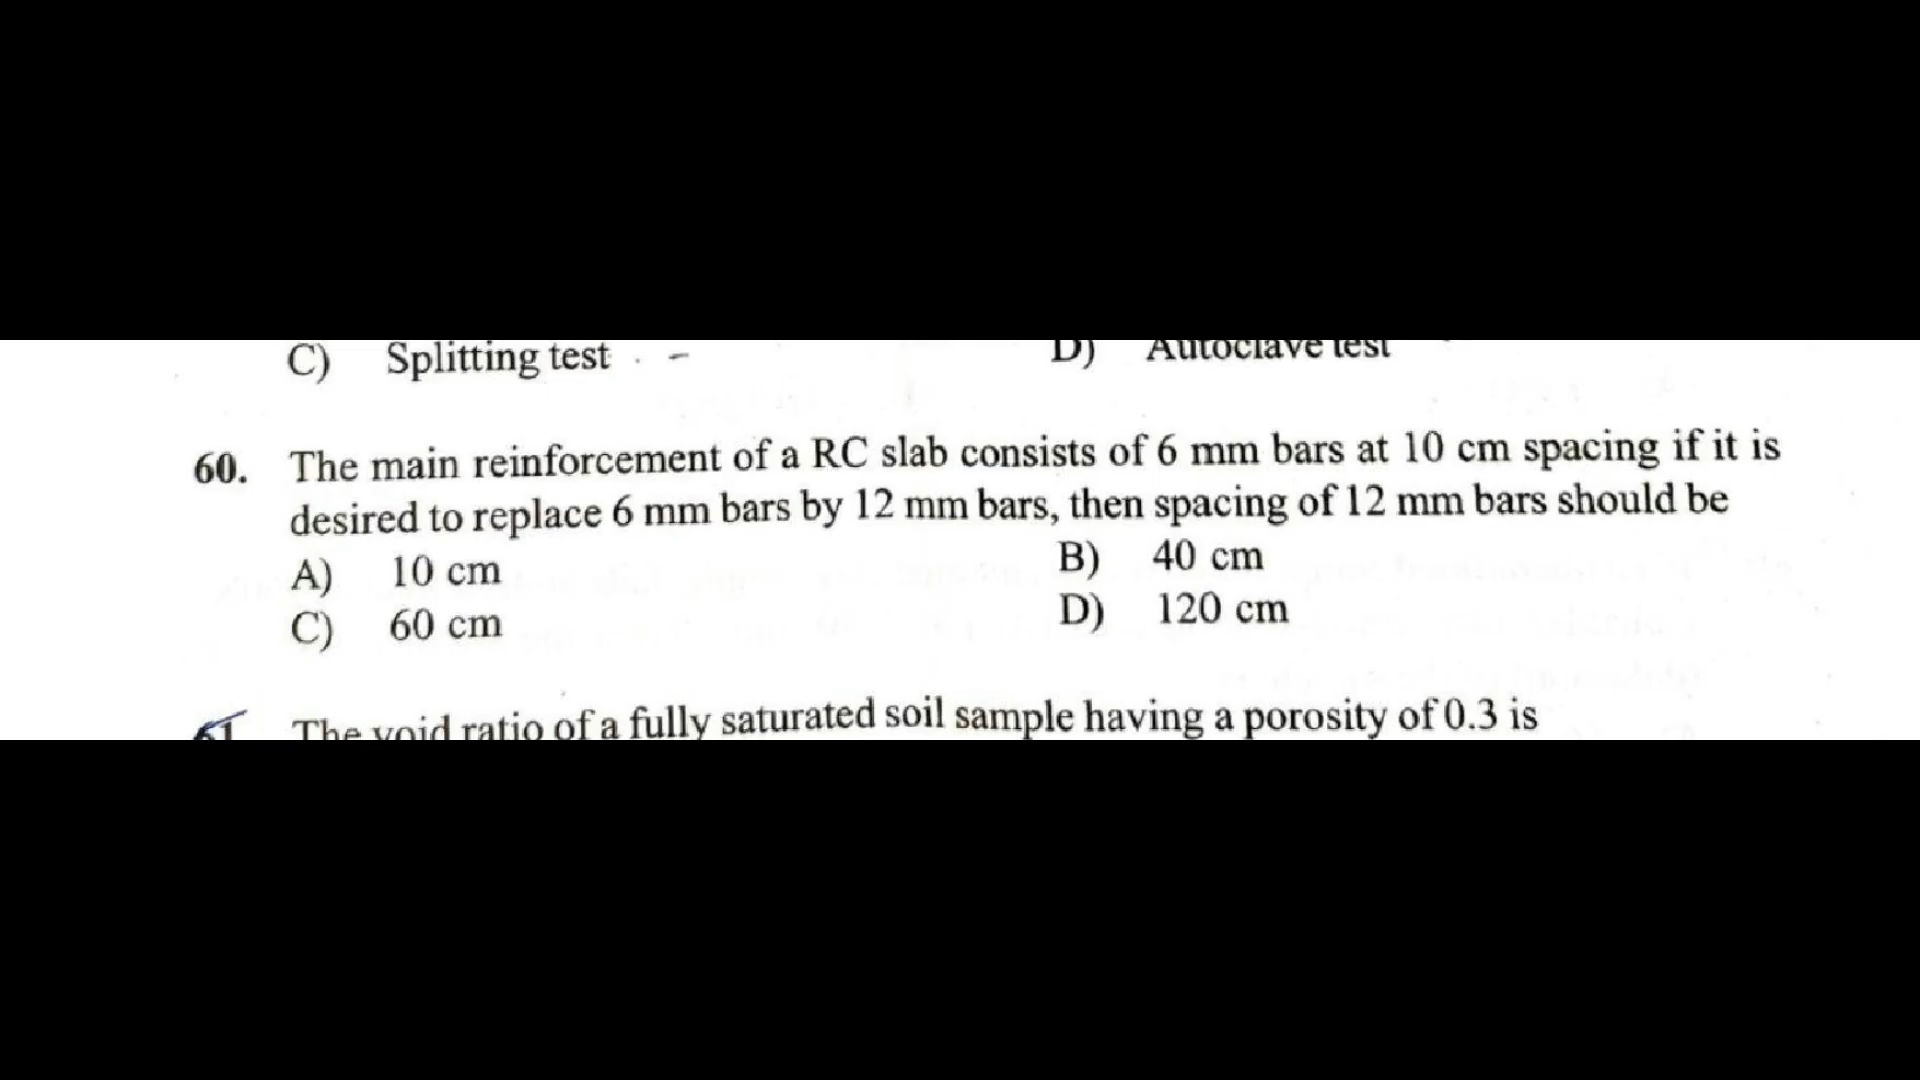 C) Splitting test
D) Autoclave test
60. The main reinforcement of a RC slab consists of 6 mm bars at 10 cm spacing if it is
desired to replace 6 mm bars by 12 mm bars, then spacing of 12 mm bars should be
A) 10 cm
B) 40 cm
C) 60 cm
D) 120 cm
61 The void ratio of a fully saturated soil sample having a porosity of 0.3 is